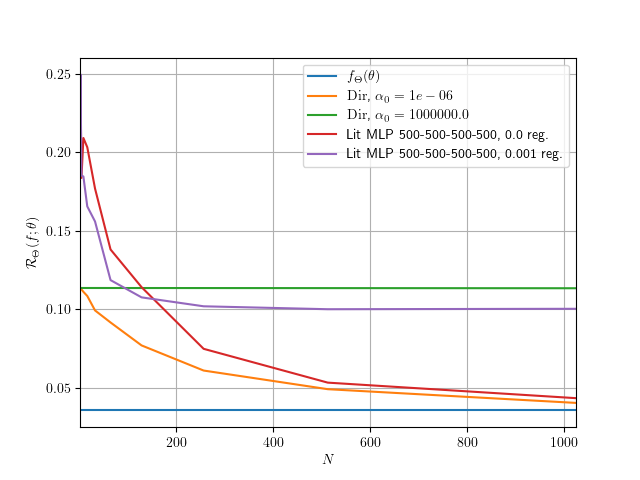 0.25
0.20
0.15
0.10
0.05
200
400
600
800
1000
N
$\mathcal{R}_\Theta(f;\theta)$
$f_\Theta(\theta)$
Dir, $\alpha_0 = 1e-06$
Dir, $\alpha_0 = 1000000.0$
Lit MLP 500-500-500-500, 0.0 reg.
Lit MLP 500-500-500-500, 0.001 reg.